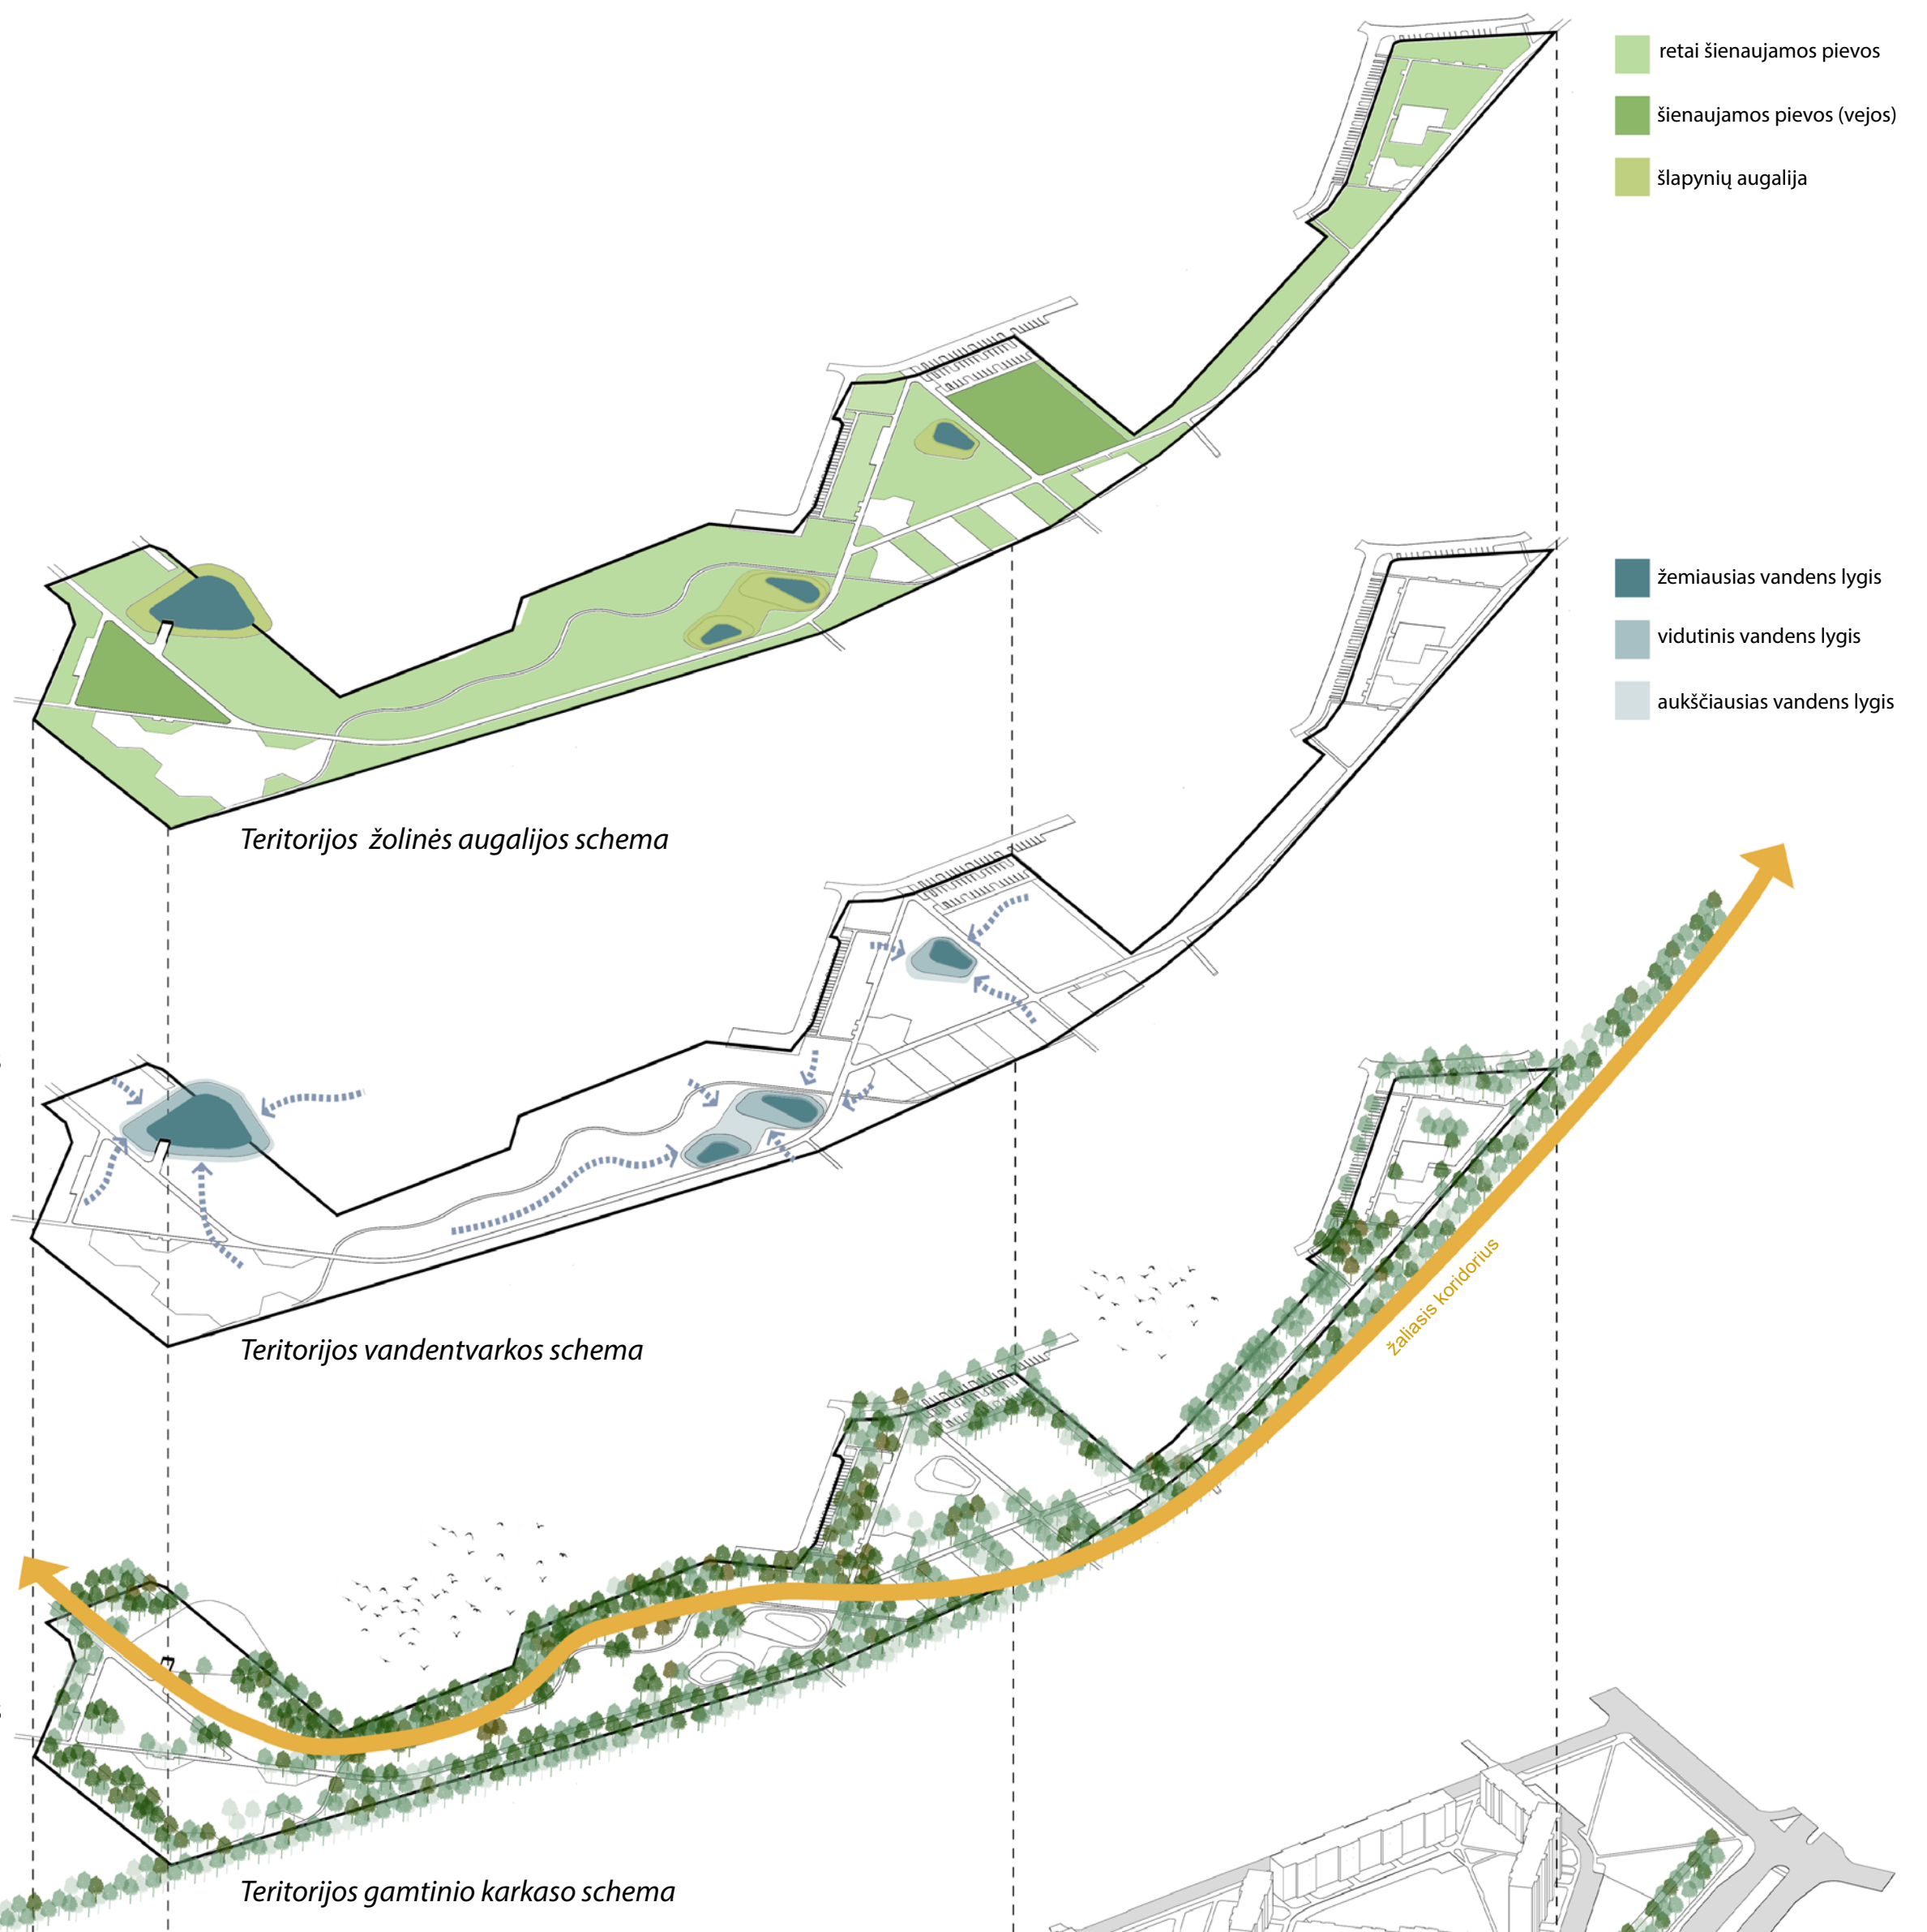 retai šienaujamos pievos
šienaujamos pievos (vejos)
šlapynių augalija
žemiausias vandens lygis
vidutinis vandens lygis
aukščiausias vandens lygis
Teritorijos žolinės augalijos schema
Teritorijos vandentvarkos schema
žaliasis koridorius
Teritorijos gamtinio karkaso schema